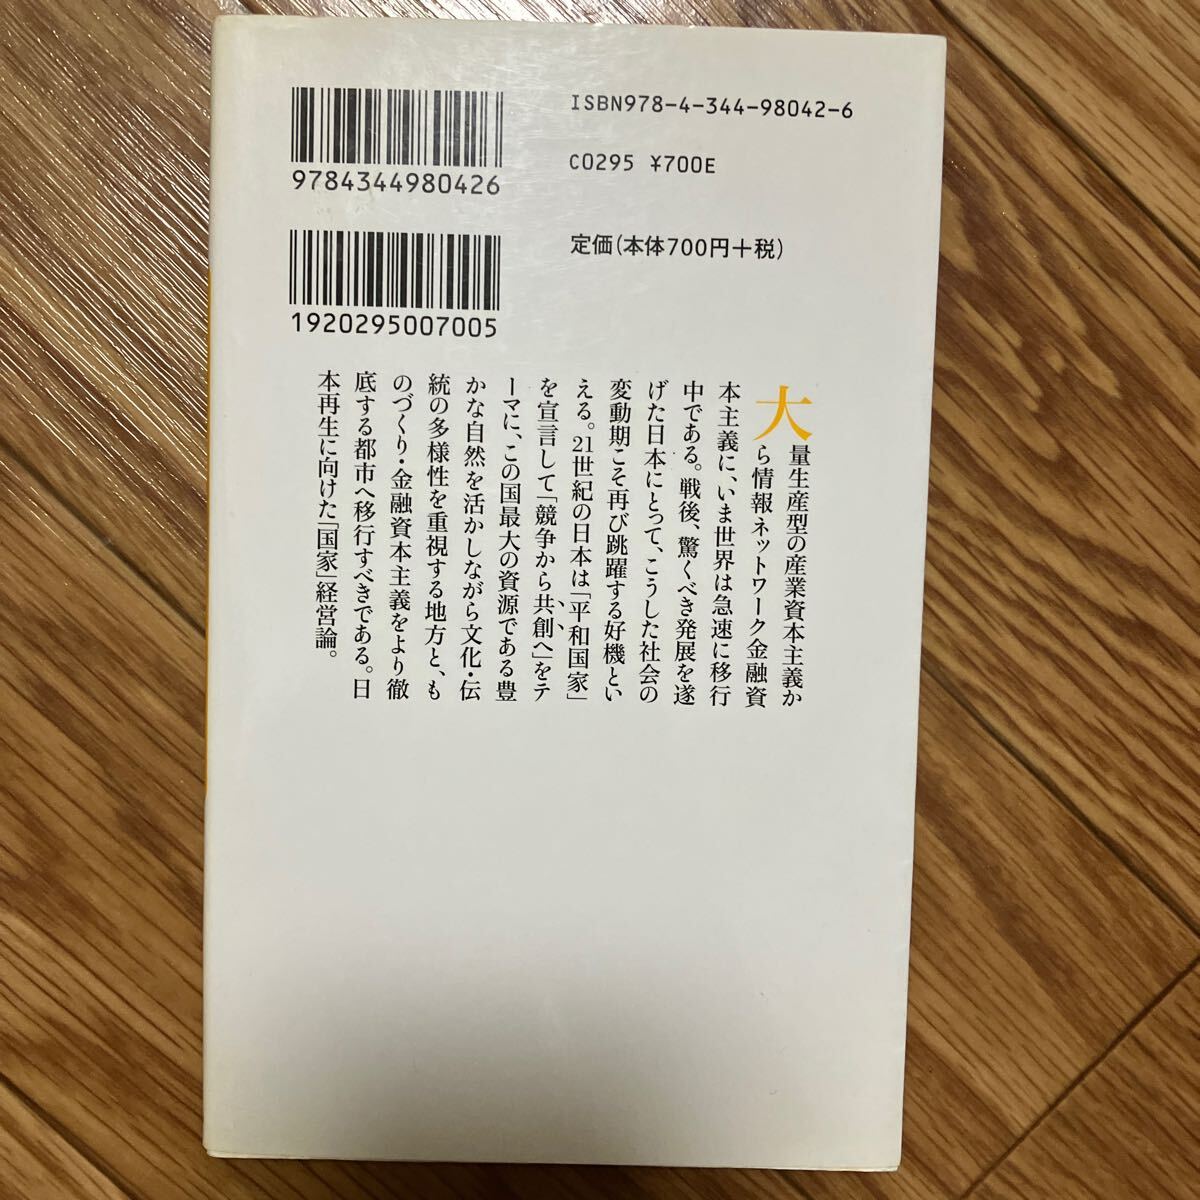 ISBN978-4-344-98042-6
9784344980426
C0295 ¥700E
定価(本体700円+税)
1920295007005
大量生産型の産業資本主義か
ら情報ネットワーク金融資
本主義に、いま世界は急速に移行
中である。戦後、驚くべき発展を遂
げた日本にとって、こうした社会の
変動期こそ再び跳躍する好機とい
える。21世紀の日本は「平和国家」
を宣言して「競争から共創へ」をテ
ーマに、この国最大の資源である豊
かな自然を活かしながら文化・伝
統の多様性を重視する地方と、も
のづくり・金融資本主義をより徹
底する都市へ移行すべきである。日
本再生に向けた「国家」経営論。